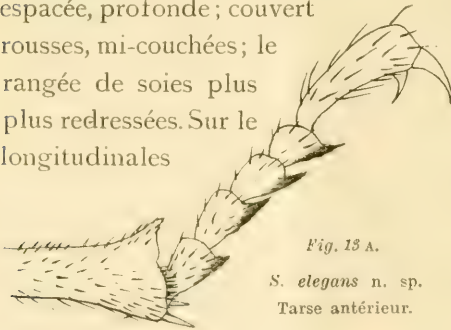 espacée, profonde ; couvert
rousses, mi-couchées ; le
rangée de soies plus
plus redressées. Sur le
longitudinales
Fig. 13 A.
S. elegans n. sp.
Tarse antérieur.